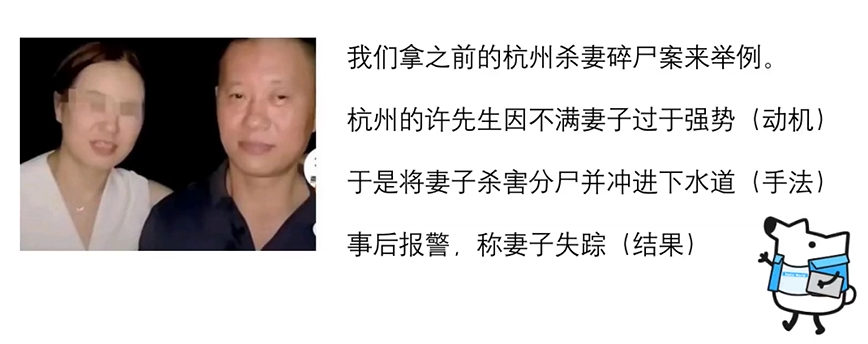 我们拿之前的杭州杀妻碎尸案来举例。
杭州的许先生因不满妻子过于强势（动机）
于是将妻子杀害分尸并冲进下水道（手法）
事后报警，称妻子失踪（结果）